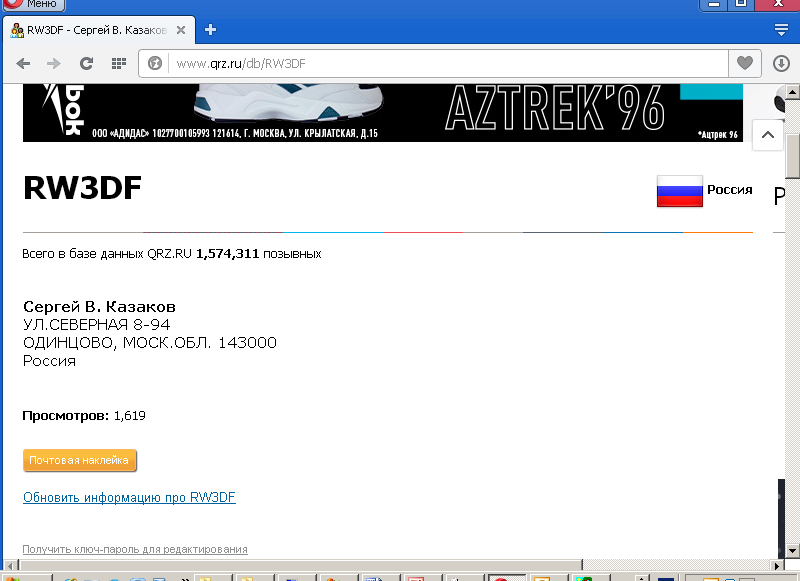 Меню
RW3DF - Сергей В. Казаков
www.qrz.ru/db/RW3DF
bok
AZTREK'96
ООО «АДИДАС» 1027700105993 121614, Г. МОСКВА, УЛ. КРЫЛАТСКАЯ, Д.15
*Ацтрек 96
RW3DF
Россия
Р
Всего в базе данных QRZ.RU 1,574,311 позывных
Сергей В. Казаков
УЛ.СЕВЕРНАЯ 8-94
ОДИНЦОВО, МОСК.ОБЛ. 143000
Россия
Просмотров: 1,619
Почтовая наклейка
Обновить информацию про RW3DF
Получить ключ-пароль для редактирования